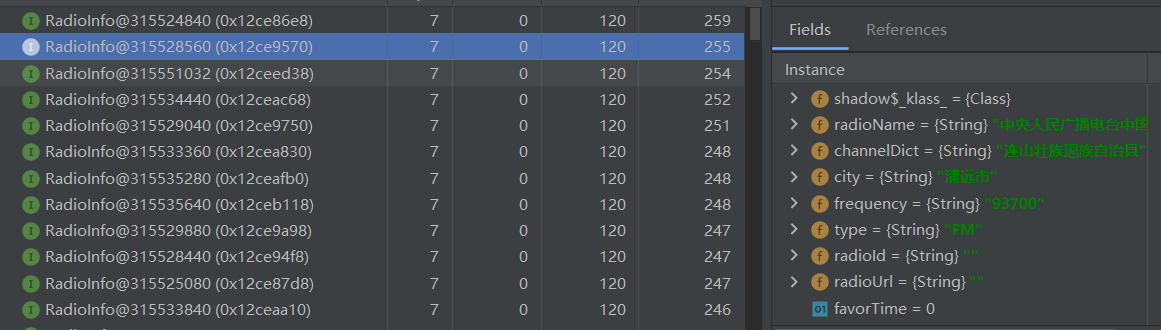 RadioInfo@315524840 (0x12ce86e8) 7 0 120 259
RadioInfo@315528560 (0x12ce9570) 7 0 120 255
RadioInfo@315551032 (0x12ceed38) 7 0 120 254
RadioInfo@315534440 (0x12ceac68) 7 0 120 252
RadioInfo@315529040 (0x12ce9750) 7 0 120 251
RadioInfo@315533360 (0x12cea830) 7 0 120 248
RadioInfo@315535280 (0x12ceafb0) 7 0 120 248
RadioInfo@315535640 (0x12ceb118) 7 0 120 248
RadioInfo@315529880 (0x12ce9a98) 7 0 120 247
RadioInfo@315528440 (0x12ce94f8) 7 0 120 247
RadioInfo@315525080 (0x12ce87d8) 7 0 120 247
RadioInfo@315533840 (0x12ceaa10) 7 0 120 246
Fields References
Instance
shadow$_klass_ = {Class}
radioName = {String} "中央人民广播电台中国
channelDict = {String} "连山壮族瑶族自治县"
city = {String} "清远市"
frequency = {String} "93700"
type = {String} "FM"
radioId = {String} ""
radioUrl = {String} ""
favorTime = 0